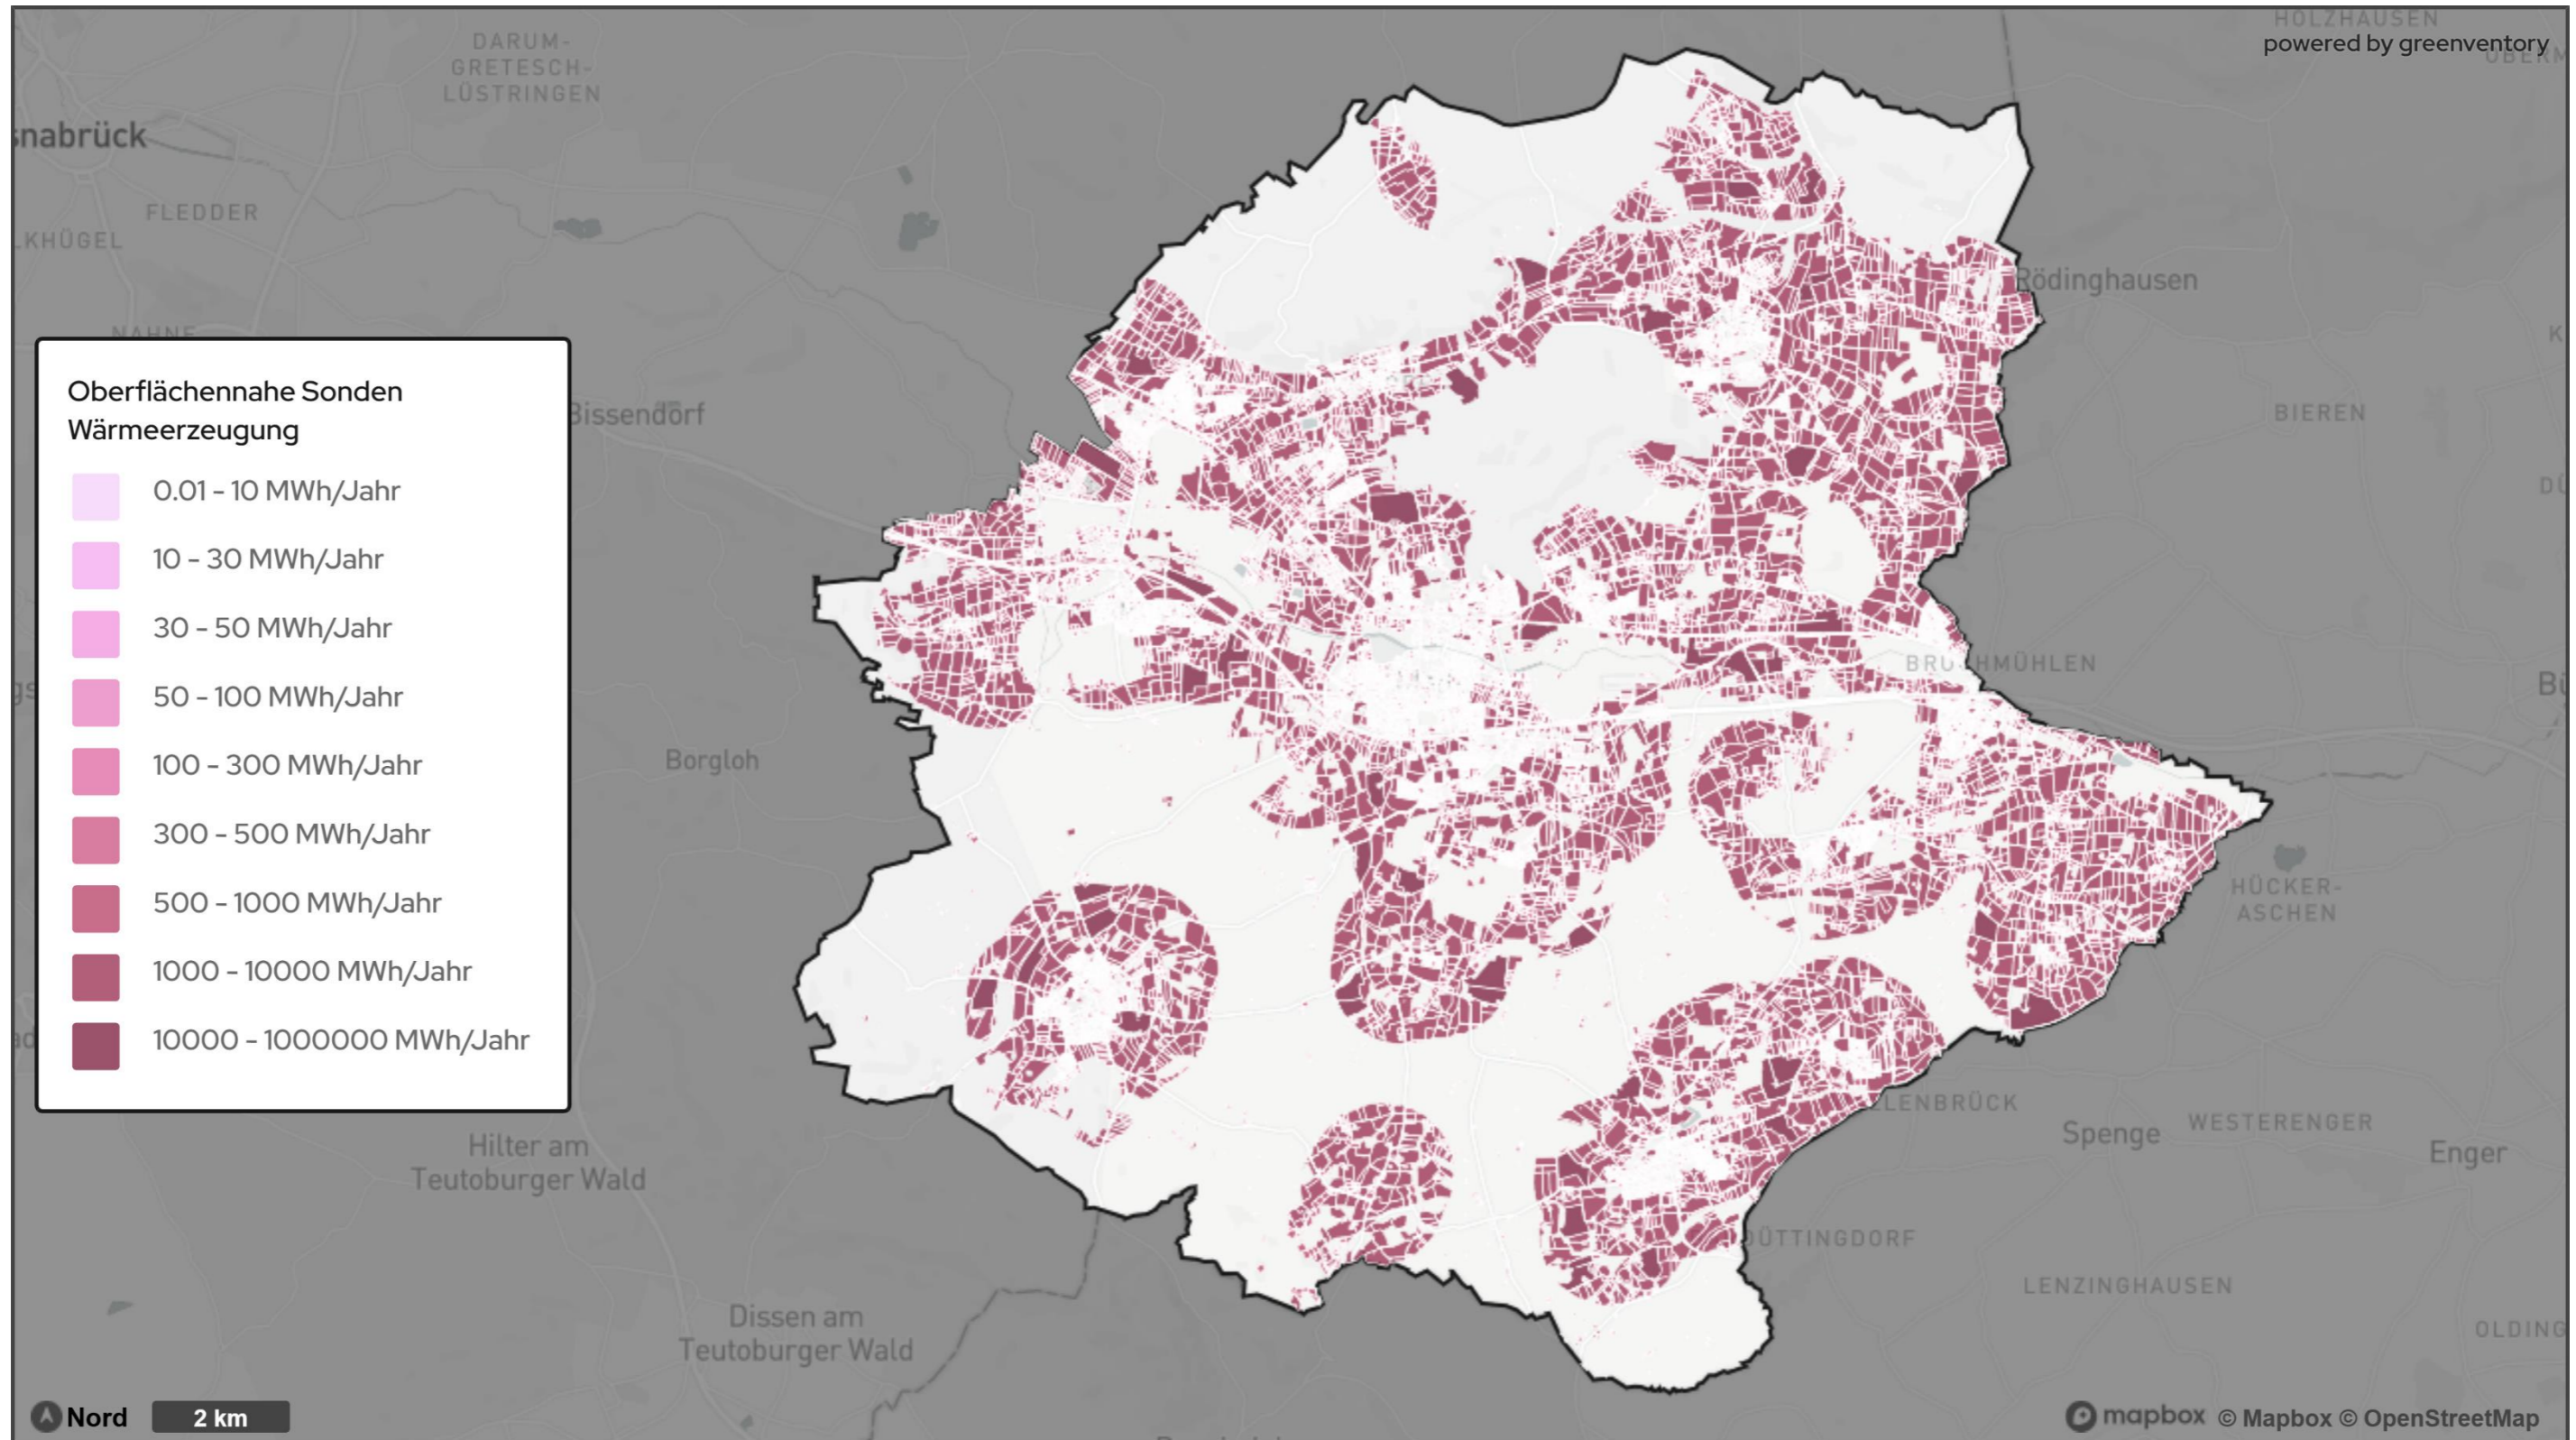 HOLZHAUSEN
powered by greenventory
DARUM-
GRETESCH-
LÜSTRINGEN
snabrück
FLEDDER
LKHÜGEL
Rödinghausen
NAHNE
BIEREN
Bissendorf
Oberflächennahe Sonden
Wärmeerzeugung
0.01 - 10 MWh/Jahr
10 - 30 MWh/Jahr
30 - 50 MWh/Jahr
50 - 100 MWh/Jahr
100 - 300 MWh/Jahr
300 - 500 MWh/Jahr
500 - 1000 MWh/Jahr
1000 - 10000 MWh/Jahr
10000 - 1000000 MWh/Jahr
BRUCHMÜHLEN
Borgloh
HÜCKER-
ASCHEN
LENBRÜCK
Spenge
WESTERENGER
Enger
Hilter am
Teutoburger Wald
DÜTTINGDORF
LENZINGHAUSEN
Dissen am
Teutoburger Wald
OLDING
Nord
2 km
mapbox © Mapbox © OpenStreetMap